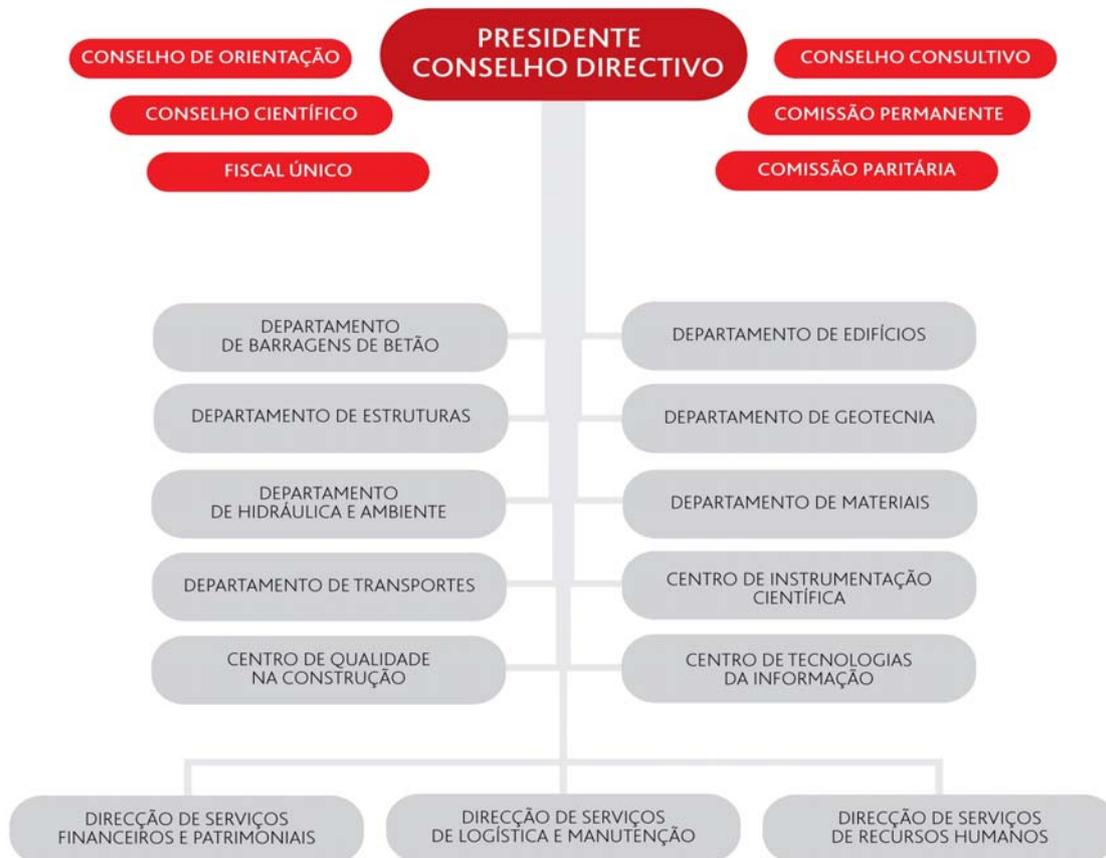 PRESIDENTE
CONSELHO DIRECTIVO
CONSELHO DE ORIENTAÇÃO
CONSELHO CIENTÍFICO
FISCAL ÚNICO
CONSELHO CONSULTIVO
COMISSÃO PERMANENTE
COMISSÃO PARITÁRIA
DEPARTAMENTO
DE BARRAGENS DE BETÃO
DEPARTAMENTO DE EDIFÍCIOS
DEPARTAMENTO DE ESTRUTURAS
DEPARTAMENTO DE GEOTECNIA
DEPARTAMENTO
DE HIDRÁULICA E AMBIENTE
DEPARTAMENTO DE MATERIAIS
DEPARTAMENTO DE TRANSPORTES
CENTRO DE INSTRUMENTAÇÃO
CIENTÍFICA
CENTRO DE QUALIDADE
NA CONSTRUÇÃO
CENTRO DE TECNOLOGIAS
DA INFORMAÇÃO
DIRECÇÃO DE SERVIÇOS
FINANCEIROS E PATRIMONIAIS
DIRECÇÃO DE SERVIÇOS
DE LOGÍSTICA E MANUTENÇÃO
DIRECÇÃO DE SERVIÇOS
DE RECURSOS HUMANOS